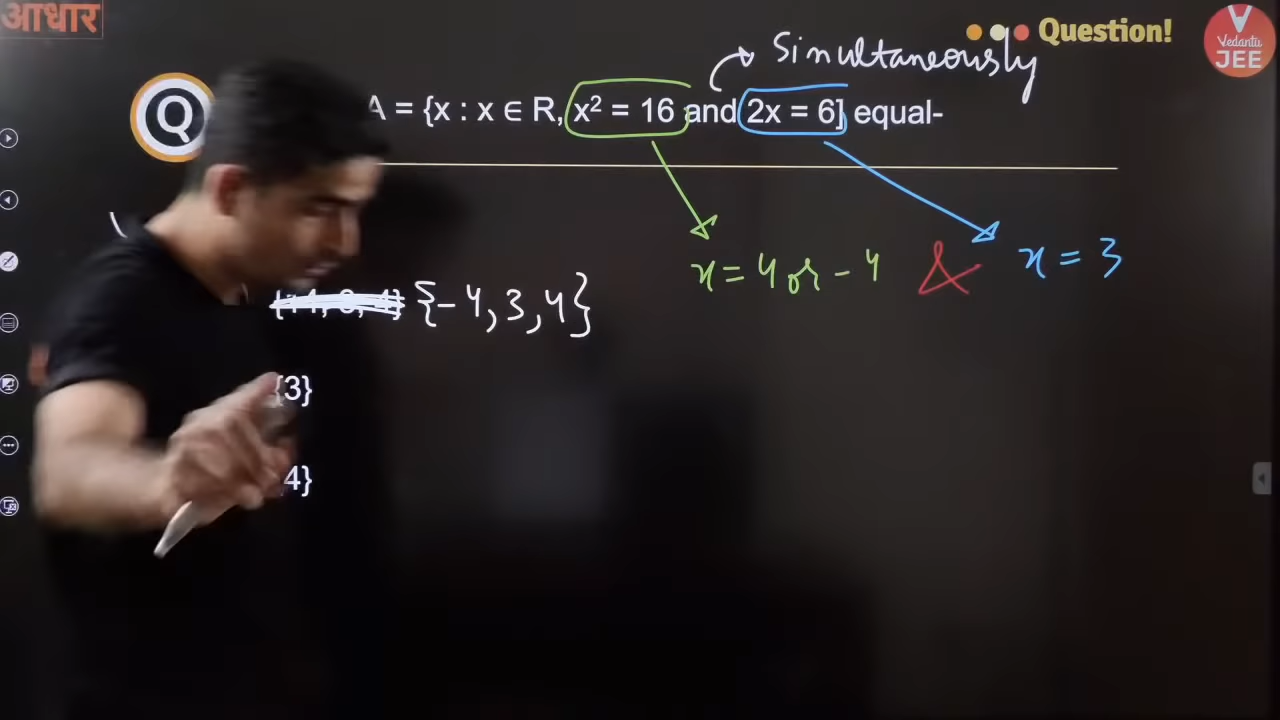 आधार
Question!
Vedantu
JEE
Simultaneously
Q
A = {x : x ∈ R, x² = 16 and 2x = 6] equal-
x = 4 or - 4 & x = 3
{-4, 3, 4}
{3}
4}